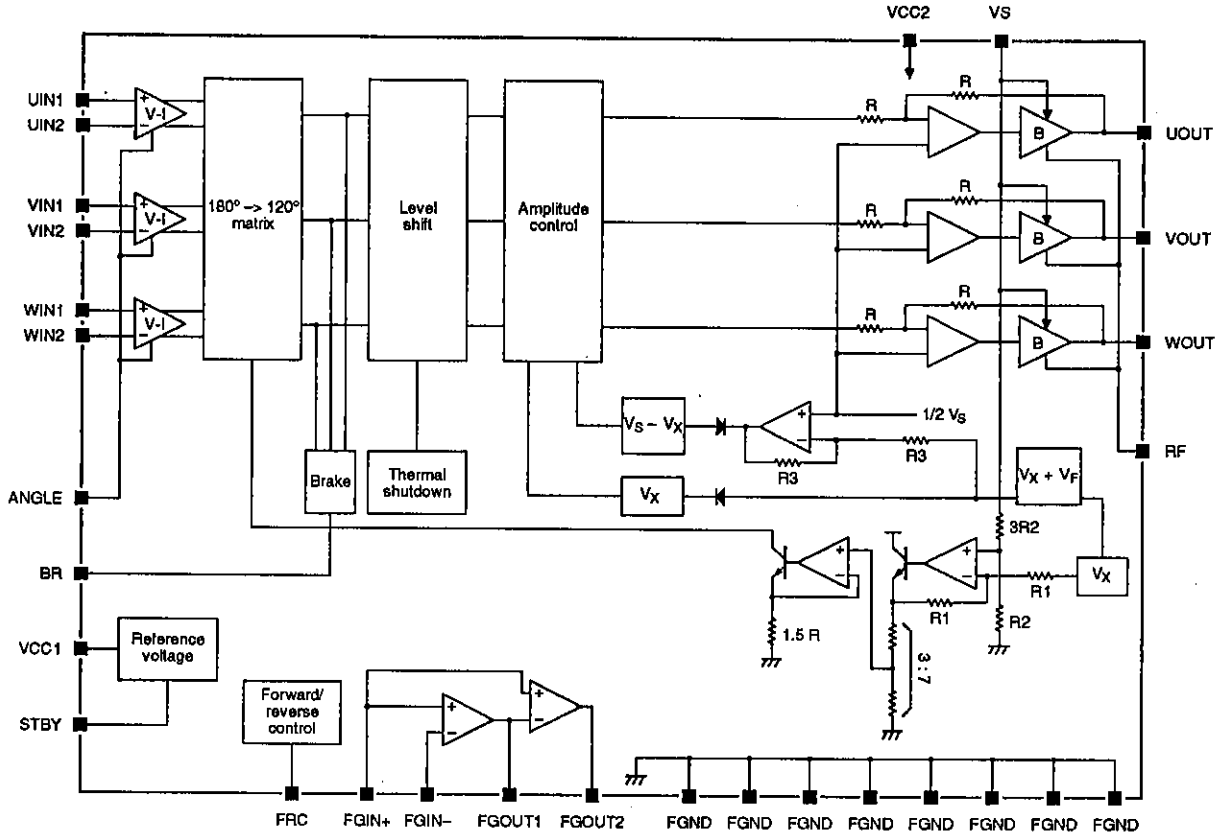 VCC2 VS
UIN1 + V-I R R
UIN2 − B UOUT
VIN1 + V-I 180° –> 120° matrix Level shift Amplitude control R R
VIN2 − B VOUT
WIN1 + V-I R R
WIN2 − B WOUT
VS – VX + − 1/2 VS
R3 R3 RF
ANGLE Brake Thermal shutdown VX VX + VF
3R2
BR + − + − R1 VX
R1 R2
1.5 R
3 : 7
VCC1 Reference voltage
STBY Forward/ reverse control + − + −
FRC FGIN+ FGIN– FGOUT1 FGOUT2 FGND FGND FGND FGND FGND FGND FGND FGND